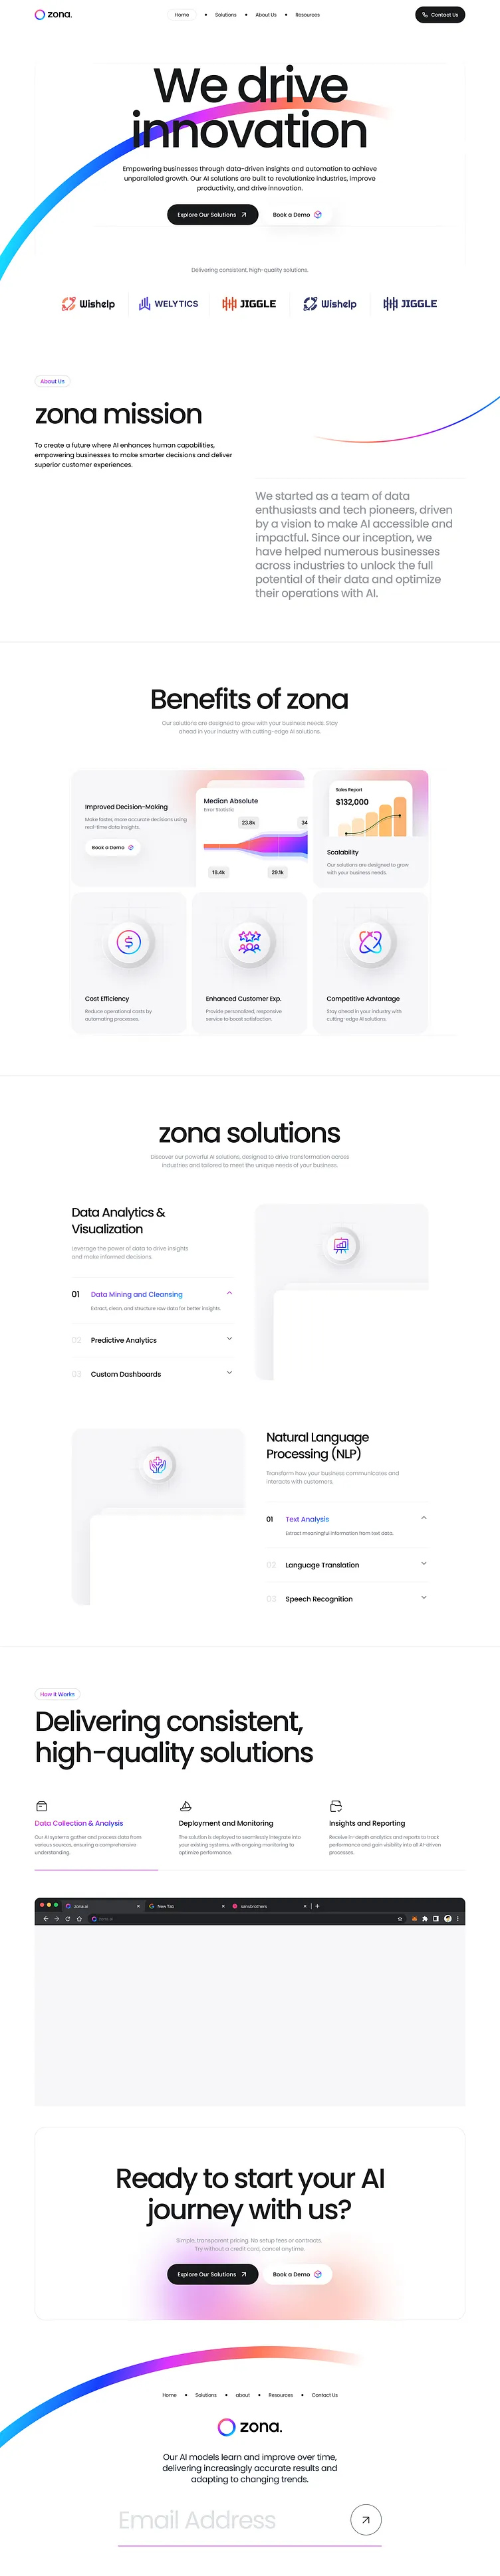 zona.
Home • Solutions • About Us • Resources
Contact Us
We drive
innovation
Empowering businesses through data-driven insights and automation to achieve
unparalleled growth. Our AI solutions are built to revolutionize industries, improve
productivity, and drive innovation.
Explore Our Solutions
Book a Demo
Delivering consistent, high-quality solutions.
Wishelp
WELYTICS
JIGGLE
Wishelp
JIGGLE
About Us
zona mission
To create a future where AI enhances human capabilities,
empowering businesses to make smarter decisions and deliver
superior customer experiences.
We started as a team of data
enthusiasts and tech pioneers, driven
by a vision to make AI accessible and
impactful. Since our inception, we
have helped numerous businesses
across industries to unlock the full
potential of their data and optimize
their operations with AI.
Benefits of zona
Our solutions are designed to grow with your business needs. Stay
ahead in your industry with cutting-edge AI solutions.
Improved Decision-Making
Make faster, more accurate decisions using
real-time data insights.
Book a Demo
Median Absolute
Error Statistic
23.8k
34
18.4k
29.1k
Sales Report
$132,000
Scalability
Our solutions are designed to grow
with your business needs.
Cost Efficiency
Reduce operational costs by
automating processes.
Enhanced Customer Exp.
Provide personalized, responsive
service to boost satisfaction.
Competitive Advantage
Stay ahead in your industry with
cutting-edge AI solutions.
zona solutions
Discover our powerful AI solutions, designed to drive transformation across
industries and tailored to meet the unique needs of your business.
Data Analytics &
Visualization
Leverage the power of data to drive insights
and make informed decisions.
01 Data Mining and Cleansing
Extract, clean, and structure raw data for better insights.
02 Predictive Analytics
03 Custom Dashboards
Natural Language
Processing (NLP)
Transform how your business communicates and
interacts with customers.
01 Text Analysis
Extract meaningful information from text data.
02 Language Translation
03 Speech Recognition
How It Works
Delivering consistent,
high-quality solutions
Data Collection & Analysis
Our AI systems gather and process data from
various sources, ensuring a comprehensive
understanding.
Deployment and Monitoring
The solution is deployed to seamlessly integrate into
your existing systems, with ongoing monitoring to
optimize performance.
Insights and Reporting
Receive in-depth analytics and reports to track
performance and gain visibility into all AI-driven
processes.
zona.ai
New Tab
sansbrothers
zona.ai
Ready to start your AI
journey with us?
Simple, transparent pricing. No setup fees or contracts.
Try without a credit card, cancel anytime.
Explore Our Solutions
Book a Demo
Home • Solutions • about • Resources • Contact Us
zona.
Our AI models learn and improve over time,
delivering increasingly accurate results and
adapting to changing trends.
Email Address